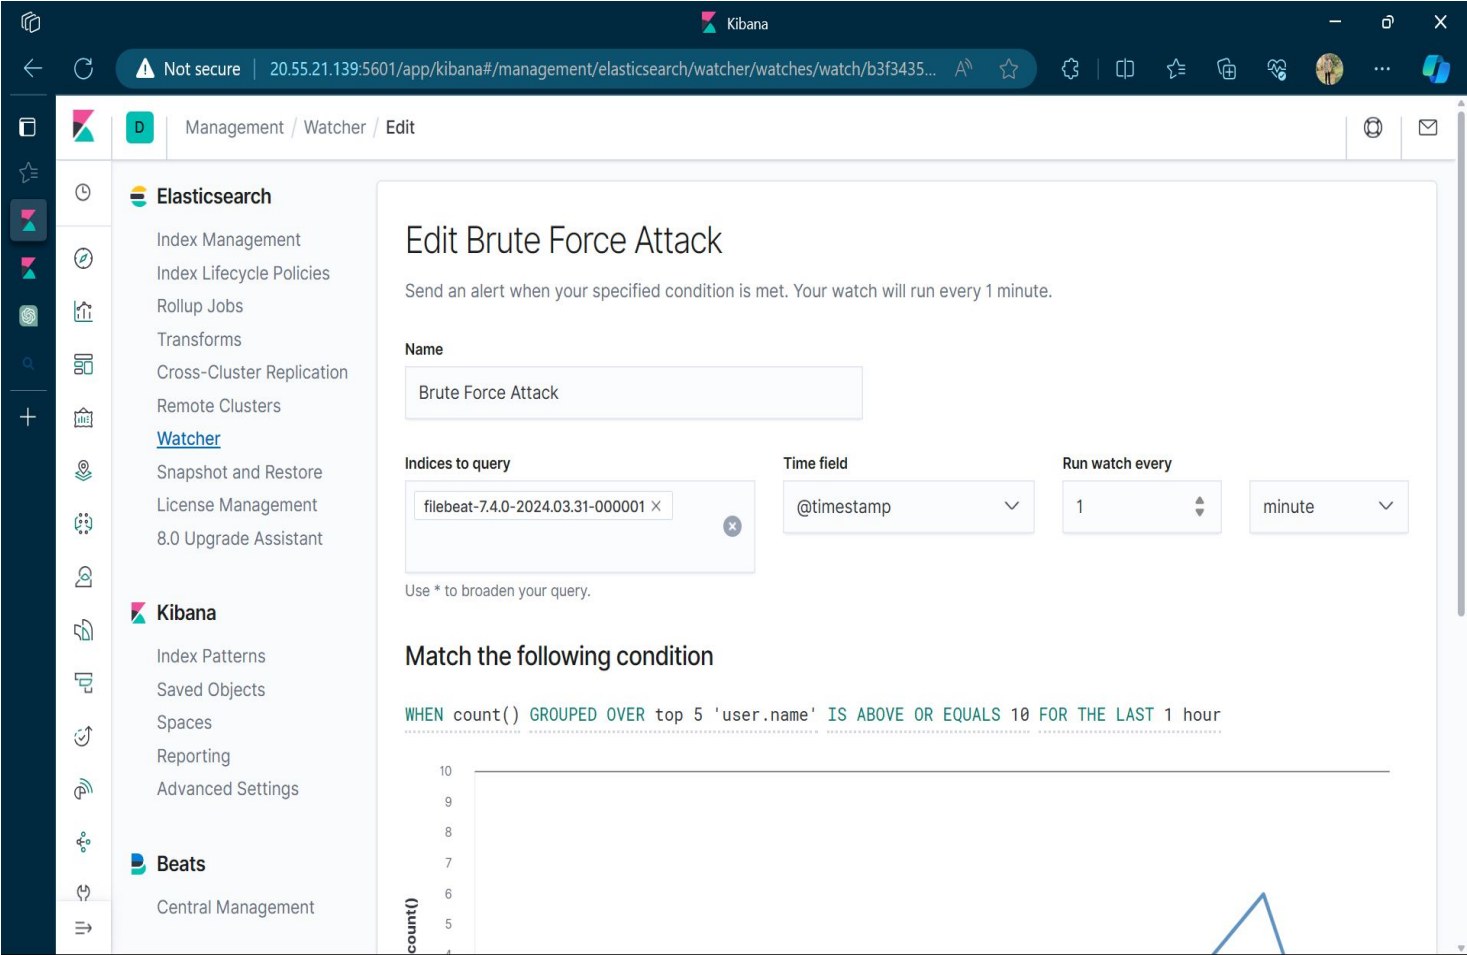 Kibana
Not secure
20.55.21.139:5601/app/kibana#/management/elasticsearch/watcher/watches/watch/b3f3435...
D
Management / Watcher / Edit
Elasticsearch
Index Management
Index Lifecycle Policies
Rollup Jobs
Transforms
Cross-Cluster Replication
Remote Clusters
Watcher
Snapshot and Restore
License Management
8.0 Upgrade Assistant
Kibana
Index Patterns
Saved Objects
Spaces
Reporting
Advanced Settings
Beats
Central Management
Edit Brute Force Attack
Send an alert when your specified condition is met. Your watch will run every 1 minute.
Name
Brute Force Attack
Indices to query
filebeat-7.4.0-2024.03.31-000001
Use * to broaden your query.
Time field
@timestamp
Run watch every
1
minute
Match the following condition
WHEN count() GROUPED OVER top 5 'user.name' IS ABOVE OR EQUALS 10 FOR THE LAST 1 hour
10
9
8
7
6
5
4
count()